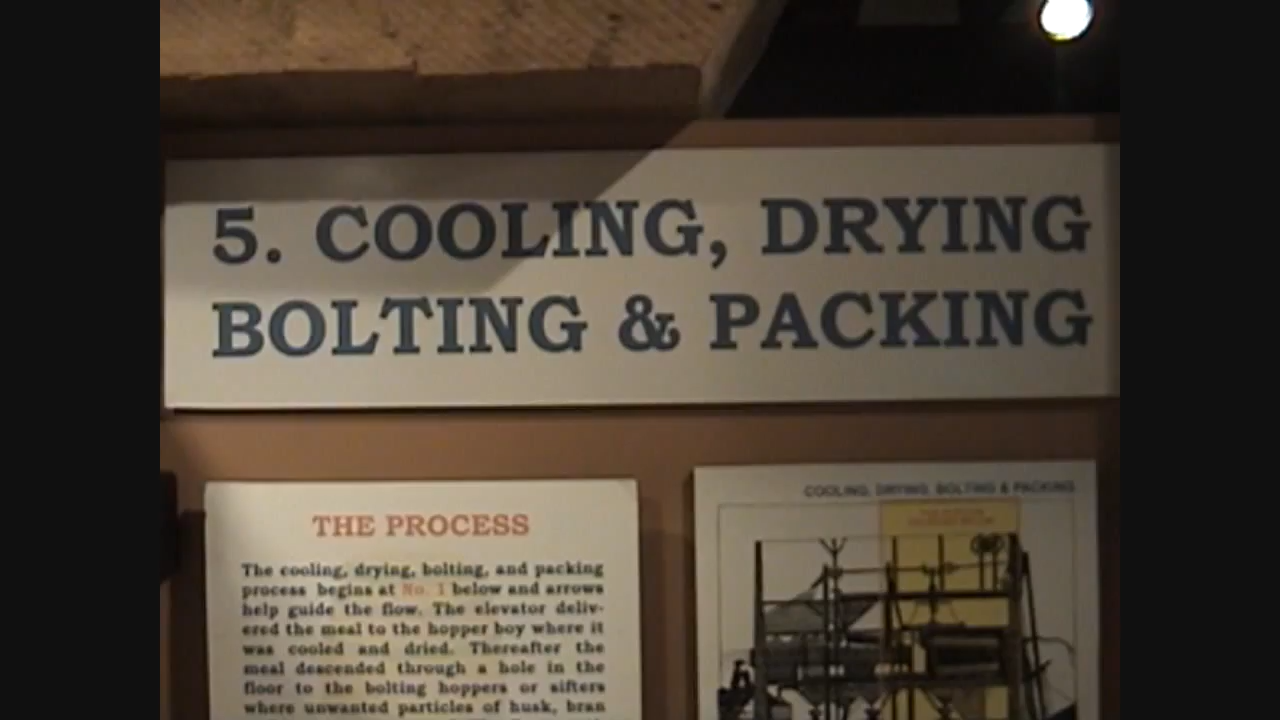 5. COOLING, DRYING
BOLTING & PACKING
THE PROCESS
The cooling, drying, bolting, and packing
process begins at No. 1 below and arrows
help guide the flow. The elevator deliv-
ered the meal to the hopper boy where it
was cooled and dried. Thereafter the
meal descended through a hole in the
floor to the bolting hoppers or sifters
where unwanted particles of husk, bran
COOLING, DRYING, BOLTING & PACKING